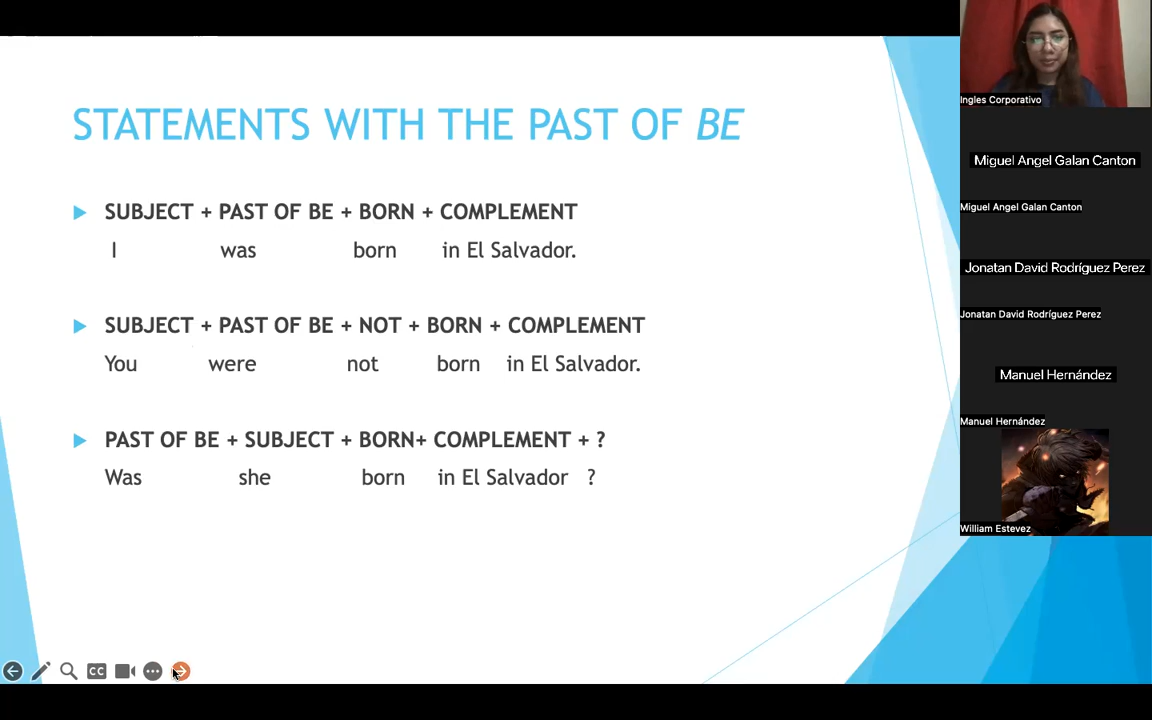 STATEMENTS WITH THE PAST OF BE
SUBJECT + PAST OF BE + BORN + COMPLEMENT
I was born in El Salvador.
SUBJECT + PAST OF BE + NOT + BORN + COMPLEMENT
You were not born in El Salvador.
PAST OF BE + SUBJECT + BORN+ COMPLEMENT + ?
Was she born in El Salvador ?
CC
Ingles Corporativo
Miguel Angel Galan Canton
Miguel Angel Galan Canton
Jonatan David Rodríguez Perez
Jonatan David Rodríguez Perez
Manuel Hernández
Manuel Hernández
William Estevez